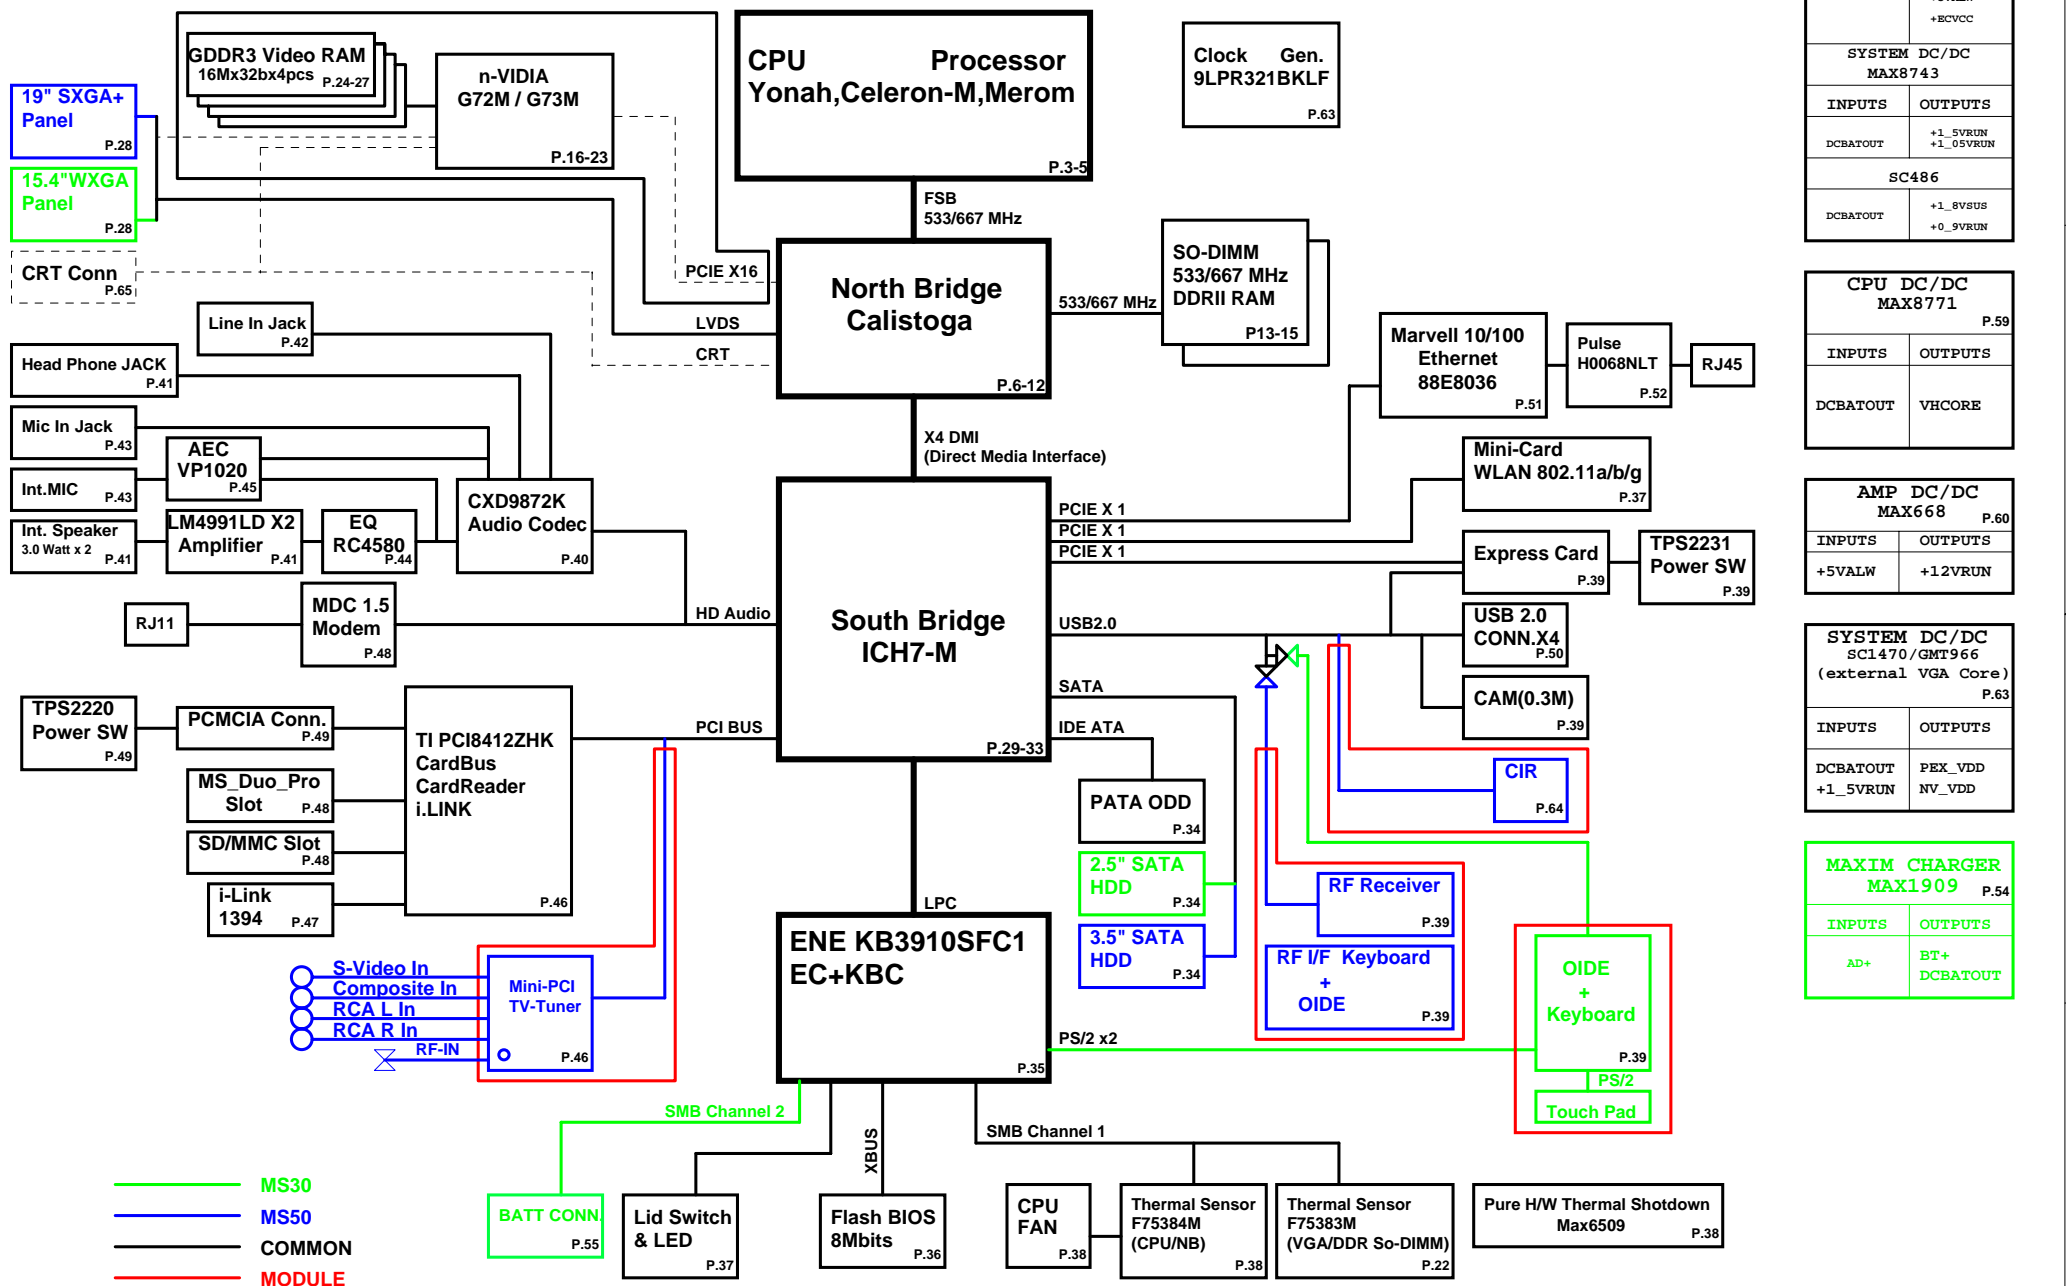 GDDR3 Video RAM
16Mx32bx4pcs P.24-27
n-VIDIA
G72M / G73M
P.16-23
CPU Processor
Yonah,Celeron-M,Merom
P.3-5
Clock Gen.
9LPR321BKLF
P.63
19" SXGA+
Panel
P.28
15.4"WXGA
Panel
P.28
CRT Conn
P.65
FSB
533/667 MHz
PCIE X16
LVDS
CRT
North Bridge
Calistoga
P.6-12
533/667 MHz
SO-DIMM
533/667 MHz
DDRII RAM
P13-15
Line In Jack
P.42
Head Phone JACK
P.41
Mic In Jack
P.43
AEC
VP1020
P.45
Int.MIC
P.43
Int. Speaker
3.0 Watt x 2
P.41
LM4991LD X2
Amplifier
P.41
EQ
RC4580
P.44
CXD9872K
Audio Codec
P.40
X4 DMI
(Direct Media Interface)
Marvell 10/100
Ethernet
88E8036
P.51
Pulse
H0068NLT
P.52
RJ45
Mini-Card
WLAN 802.11a/b/g
P.37
PCIE X 1
PCIE X 1
PCIE X 1
Express Card
P.39
TPS2231
Power SW
P.39
RJ11
MDC 1.5
Modem
P.48
HD Audio
South Bridge
ICH7-M
P.29-33
USB2.0
USB 2.0
CONN.X4
P.50
CAM(0.3M)
P.39
SATA
IDE ATA
TPS2220
Power SW
P.49
PCMCIA Conn.
P.49
MS_Duo_Pro
Slot
P.48
SD/MMC Slot
P.48
i-Link
1394
P.47
TI PCI8412ZHK
CardBus
CardReader
i.LINK
P.46
PCI BUS
CIR
P.64
PATA ODD
P.34
2.5" SATA
HDD
P.34
3.5" SATA
HDD
P.34
RF Receiver
P.39
RF I/F Keyboard
+
OIDE
P.39
OIDE
+
Keyboard
P.39
PS/2
Touch Pad
LPC
ENE KB3910SFC1
EC+KBC
P.35
PS/2 x2
S-Video In
Composite In
RCA L In
RCA R In
RF-IN
Mini-PCI
TV-Tuner
P.46
SMB Channel 2
XBUS
SMB Channel 1
MS30
MS50
COMMON
MODULE
BATT CONN.
P.55
Lid Switch
& LED
P.37
Flash BIOS
8Mbits
P.36
CPU
FAN
P.38
Thermal Sensor
F75384M
(CPU/NB)
P.38
Thermal Sensor
F75383M
(VGA/DDR So-DIMM)
P.22
Pure H/W Thermal Shotdown
Max6509
P.38
+ECVCC
SYSTEM DC/DC
MAX8743
INPUTS OUTPUTS
DCBATOUT
+1_5VRUN
+1_05VRUN
SC486
DCBATOUT
+1_8VSUS
+0_9VRUN
CPU DC/DC
MAX8771
P.59
INPUTS OUTPUTS
DCBATOUT VHCORE
AMP DC/DC
MAX668 P.60
INPUTS OUTPUTS
+5VALW +12VRUN
SYSTEM DC/DC
SC1470/GMT966
(external VGA Core)
P.63
INPUTS OUTPUTS
DCBATOUT PEX_VDD
+1_5VRUN NV_VDD
MAXIM CHARGER
MAX1909 P.54
INPUTS OUTPUTS
AD+
BT+
DCBATOUT